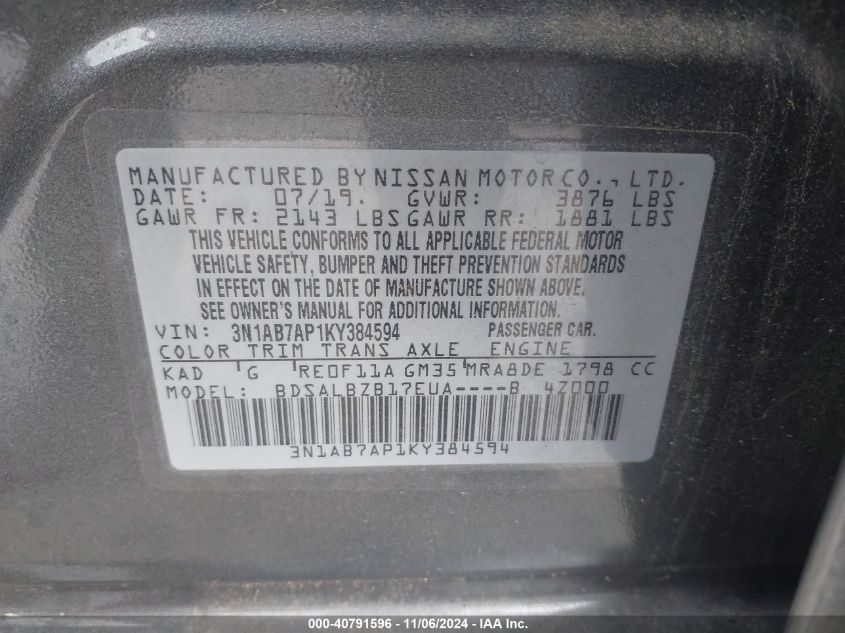 MANUFACTURED BY NISSAN MOTOR CO., LTD.
DATE: 07/19. GVWR: 3876 LBS
GAWR FR: 2143 LBS GAWR RR: 1881 LBS
THIS VEHICLE CONFORMS TO ALL APPLICABLE FEDERAL MOTOR
VEHICLE SAFETY, BUMPER AND THEFT PREVENTION STANDARDS
IN EFFECT ON THE DATE OF MANUFACTURE SHOWN ABOVE.
SEE OWNER'S MANUAL FOR ADDITIONAL INFORMATION.
VIN: 3N1AB7AP1KY384594 PASSENGER CAR.
COLOR TRIM TRANS AXLE ENGINE
KAD G RE0F11A GM35 MRA8DE 1798 CC
MODEL: BDSALBZB17EUA----B 4Z000
3N1AB7AP1KY384594
000-40791596 - 11/06/2024 - IAA Inc.